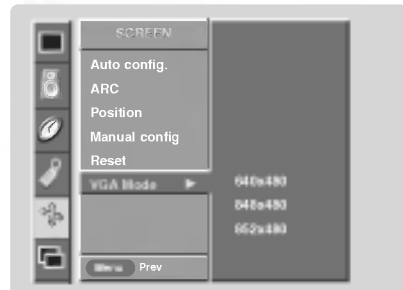 SCREEN
Auto config.
ARC
Position
Manual config
Reset
VGA Mode
640x480
848x480
852x480
Menu Prev